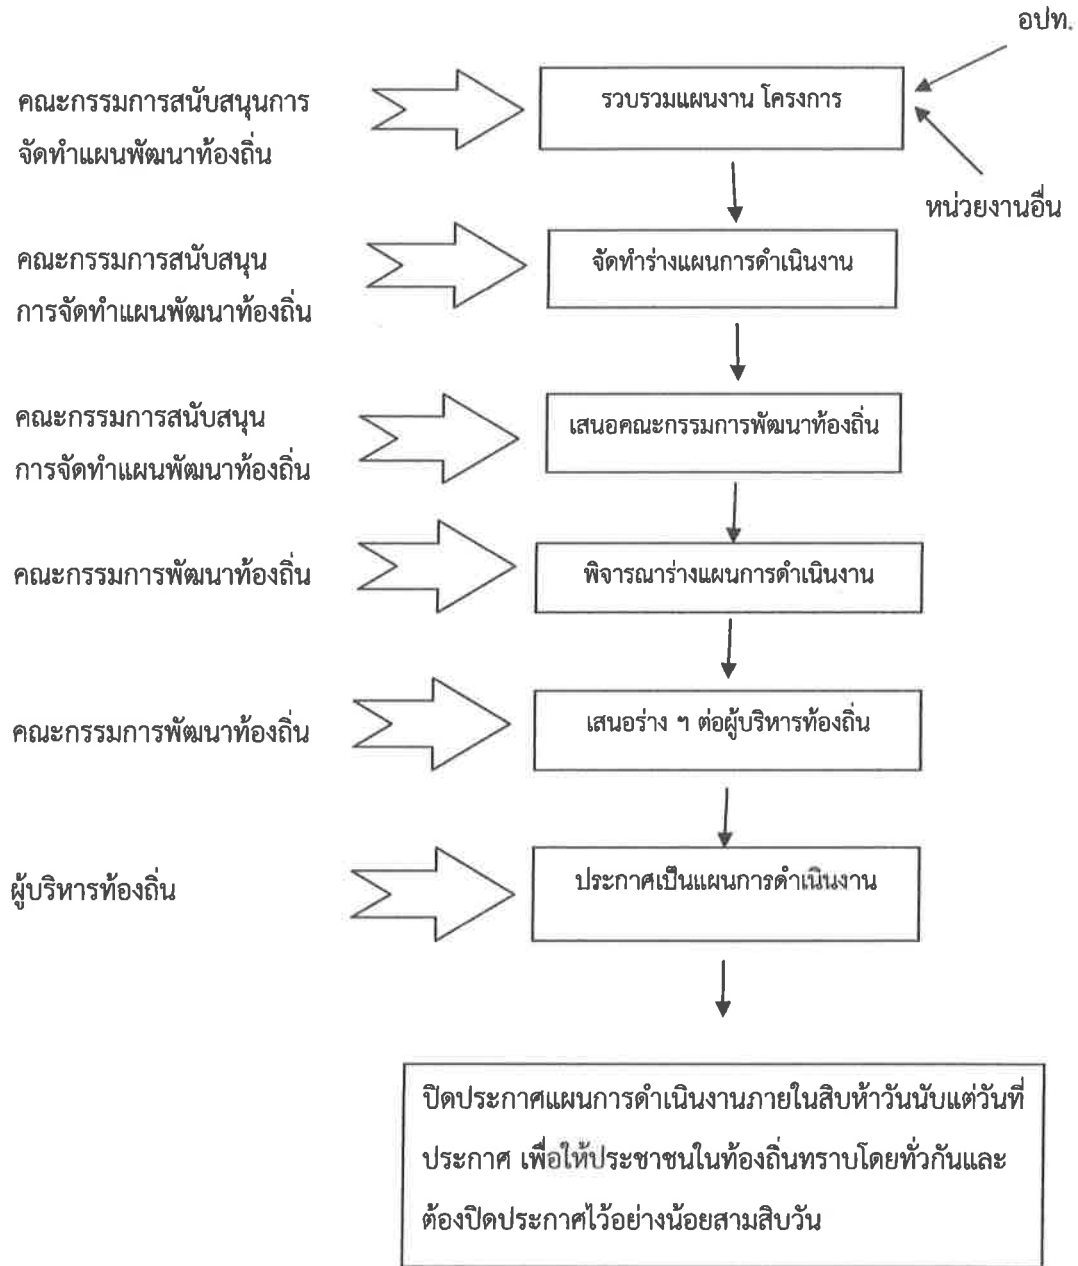 อปท.
คณะกรรมการสนับสนุนการ
จัดทำแผนพัฒนาท้องถิ่น
รวบรวมแผนงาน โครงการ
หน่วยงานอื่น
คณะกรรมการสนับสนุน
การจัดทำแผนพัฒนาท้องถิ่น
จัดทำร่างแผนการดำเนินงาน
คณะกรรมการสนับสนุน
การจัดทำแผนพัฒนาท้องถิ่น
เสนอคณะกรรมการพัฒนาท้องถิ่น
คณะกรรมการพัฒนาท้องถิ่น
พิจารณาร่างแผนการดำเนินงาน
คณะกรรมการพัฒนาท้องถิ่น
เสนอร่าง ฯ ต่อผู้บริหารท้องถิ่น
ผู้บริหารท้องถิ่น
ประกาศเป็นแผนการดำเนินงาน
ปิดประกาศแผนการดำเนินงานภายในสิบห้าวันนับแต่วันที่
ประกาศ เพื่อให้ประชาชนในท้องถิ่นทราบโดยทั่วกันและ
ต้องปิดประกาศไว้อย่างน้อยสามสิบวัน